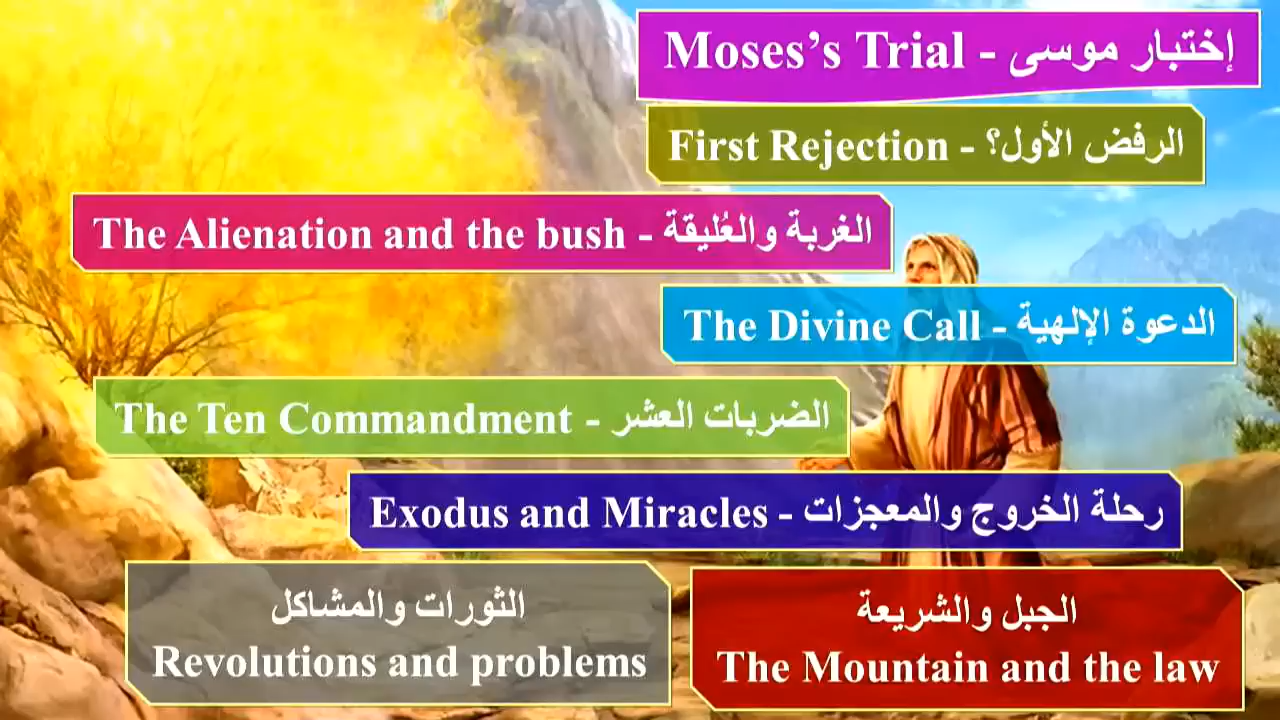 Moses’s Trial - إختبار موسى
First Rejection - الرفض الأول؟
The Alienation and the bush - الغربة والعُليقة
The Divine Call - الدعوة الإلهية
The Ten Commandment - الضربات العشر
Exodus and Miracles - رحلة الخروج والمعجزات
الثورات والمشاكل
Revolutions and problems
الجبل والشريعة
The Mountain and the law